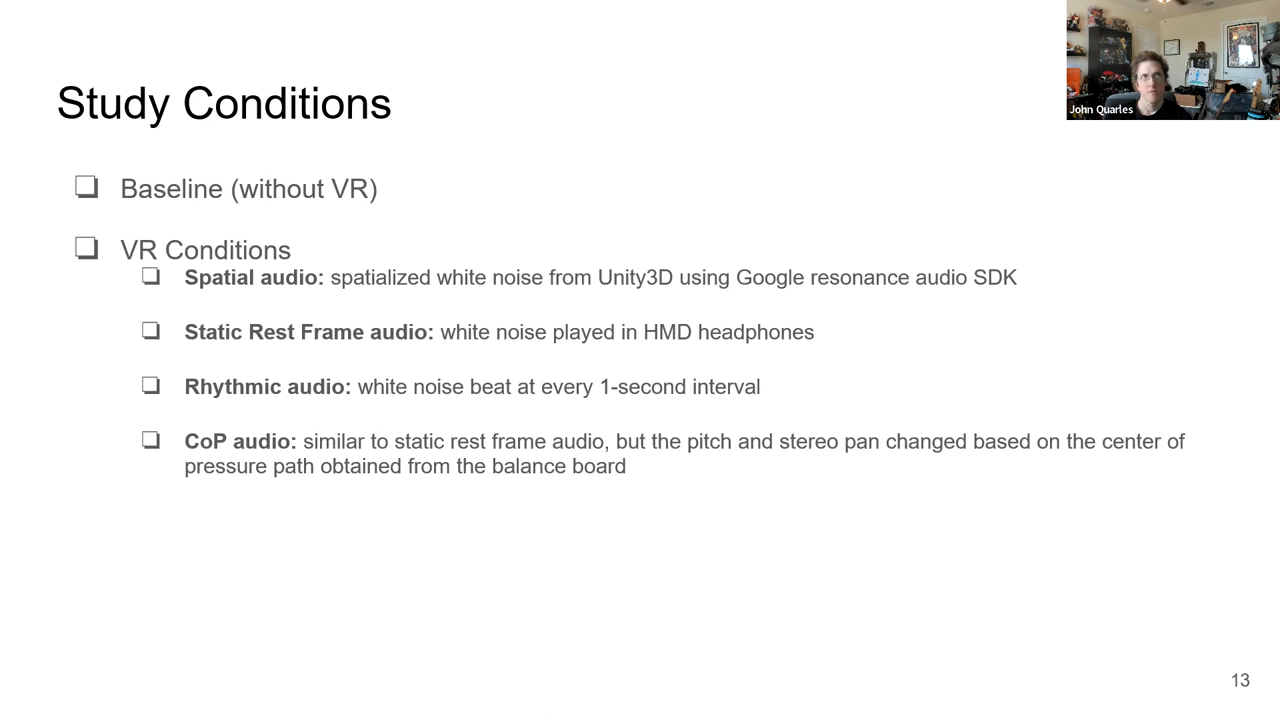 John Quarles
Study Conditions
❏ Baseline (without VR)
❏ VR Conditions
❏ Spatial audio: spatialized white noise from Unity3D using Google resonance audio SDK
❏ Static Rest Frame audio: white noise played in HMD headphones
❏ Rhythmic audio: white noise beat at every 1-second interval
❏ CoP audio: similar to static rest frame audio, but the pitch and stereo pan changed based on the center of
pressure path obtained from the balance board
13